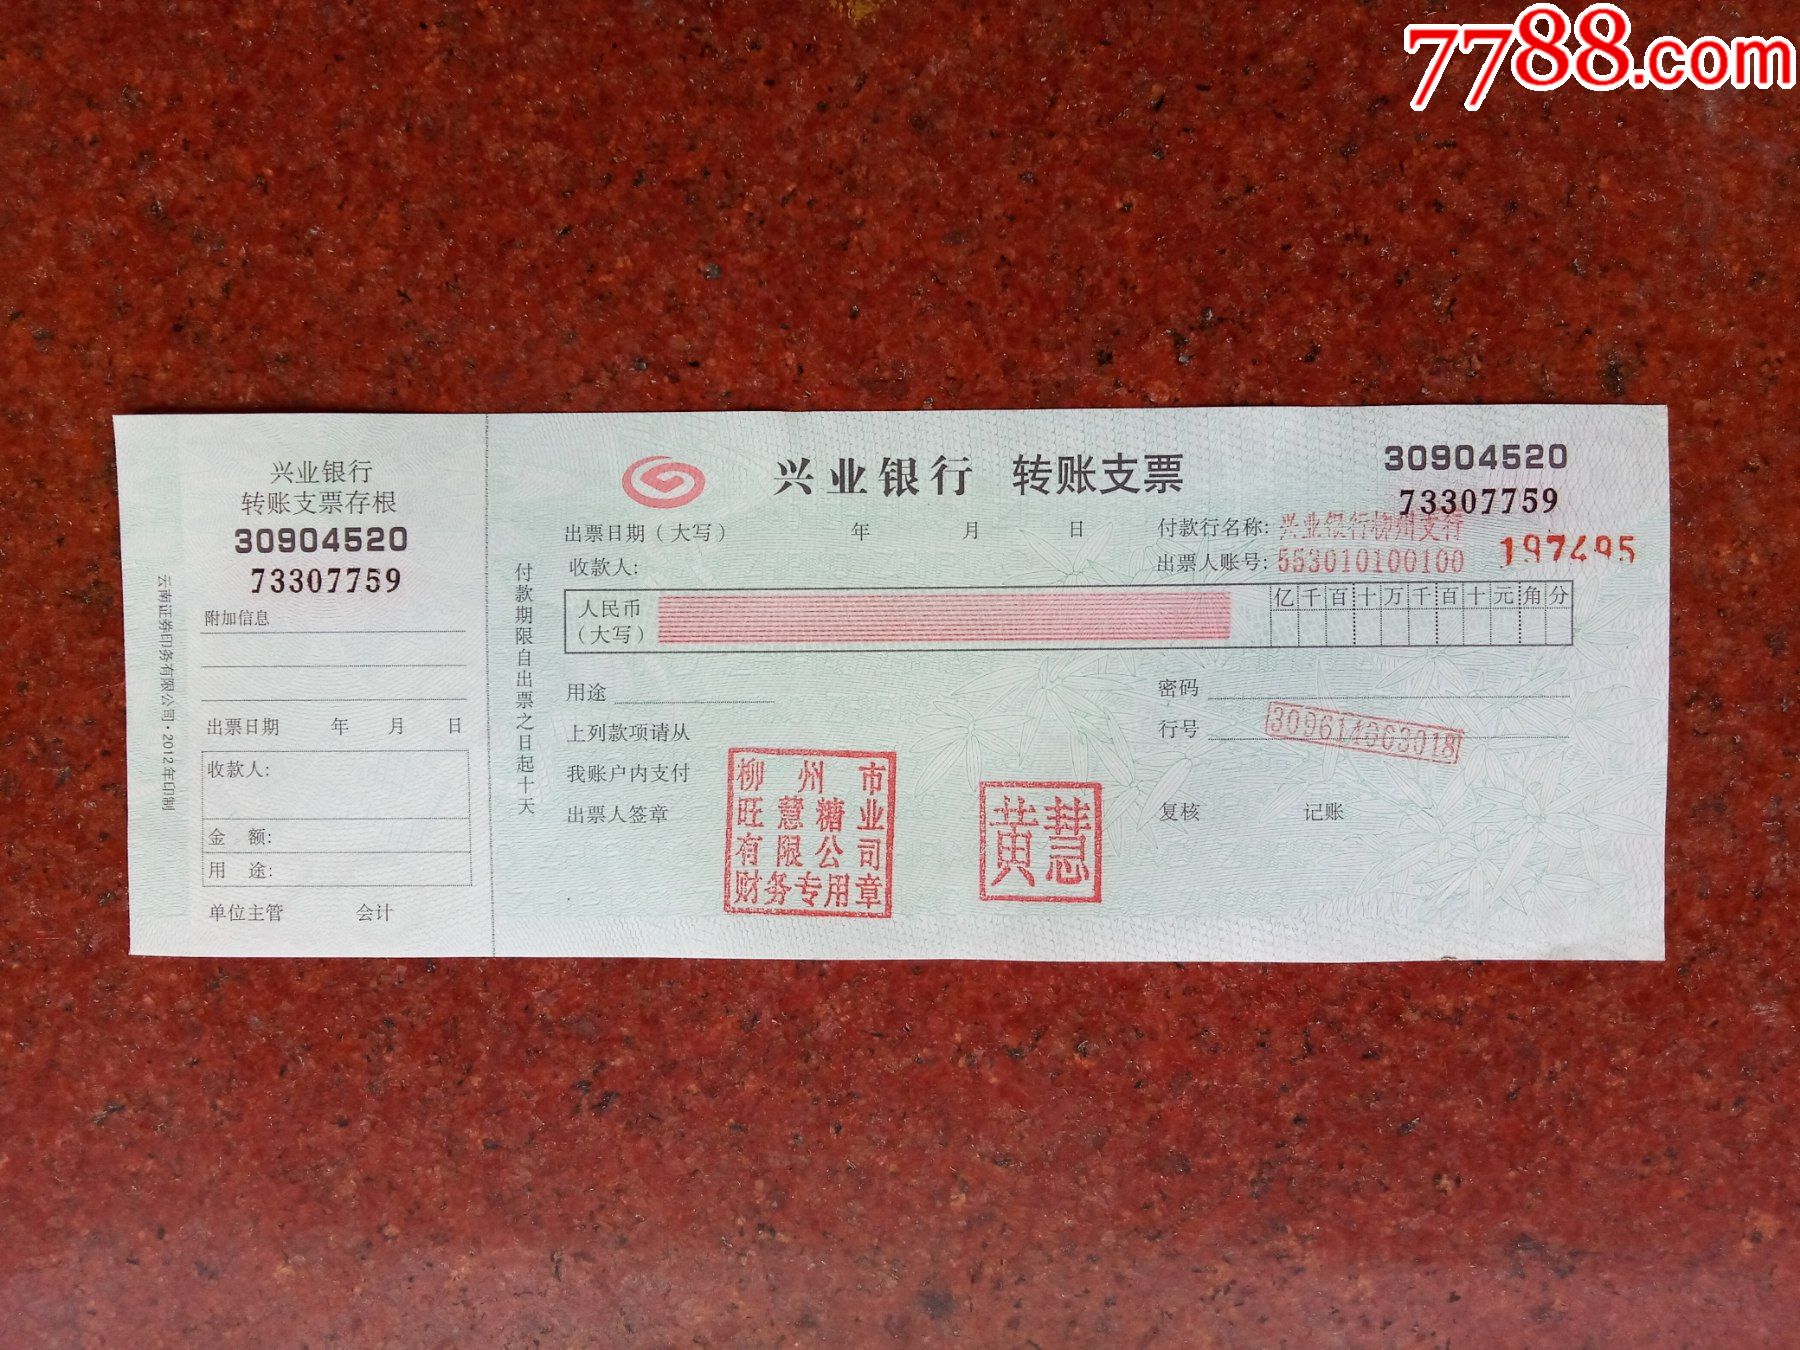 7788.com
兴业银行
转账支票存根
30904520
73307759
附加信息
出票日期 年 月 日
收款人:
金 额:
用 途:
单位主管 会计
云南证券印务有限公司·2012年印制
付款期限自出票之日起十天
兴业银行 转账支票
30904520
73307759
出票日期(大写) 年 月 日
付款行名称: 兴业银行柳州支行
收款人:
出票人账号: 553010100100 197495
人民币
(大写)
亿千百十万千百十元角分
用途
密码
上列款项请从
行号 309614003018
我账户内支付
出票人签章
复核 记账
柳州市
旺慧糖业
有限公司
财务专用章
黄慧